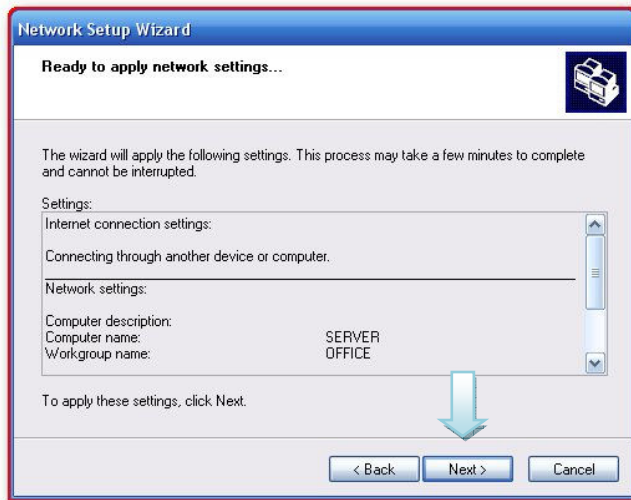 Network Setup Wizard
Ready to apply network settings...
The wizard will apply the following settings. This process may take a few minutes to complete
and cannot be interrupted.
Settings:
Internet connection settings:
Connecting through another device or computer.
Network settings:
Computer description:
Computer name: SERVER
Workgroup name: OFFICE
To apply these settings, click Next.
< Back Next > Cancel